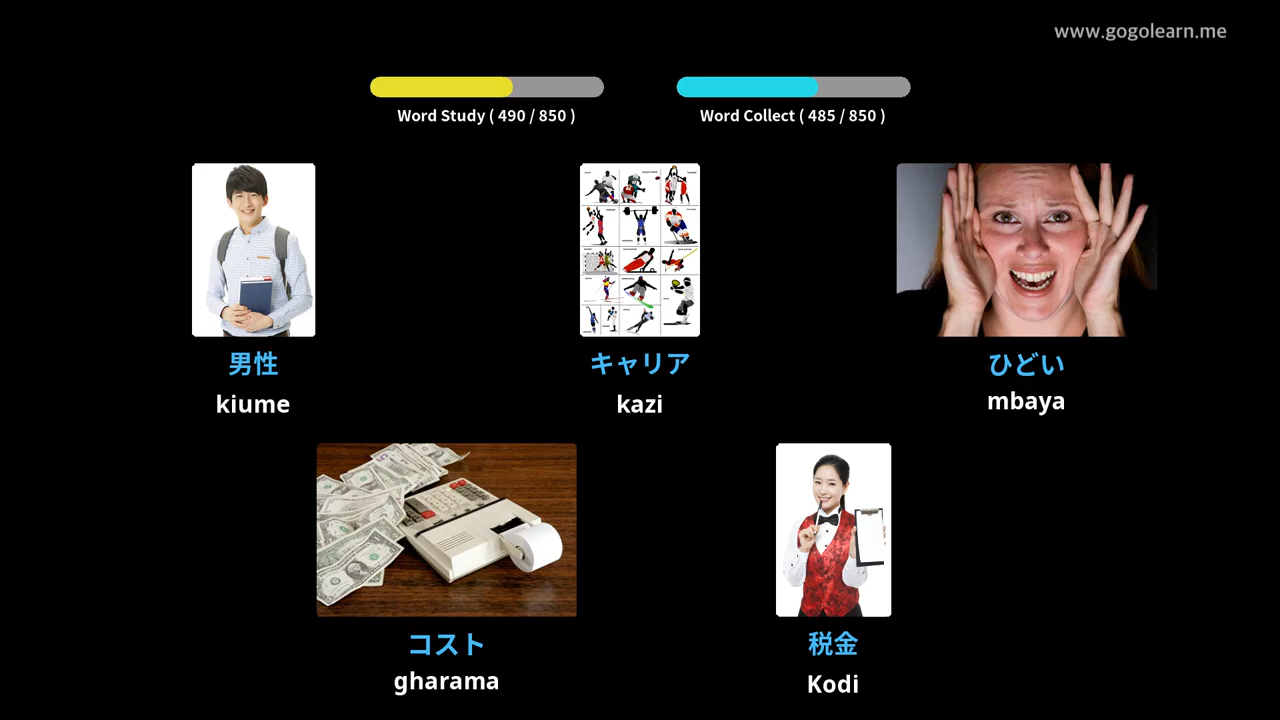 www.gogolearn.me
Word Study ( 490 / 850 )
Word Collect ( 485 / 850 )
男性
kiume
キャリア
kazi
ひどい
mbaya
コスト
gharama
税金
Kodi